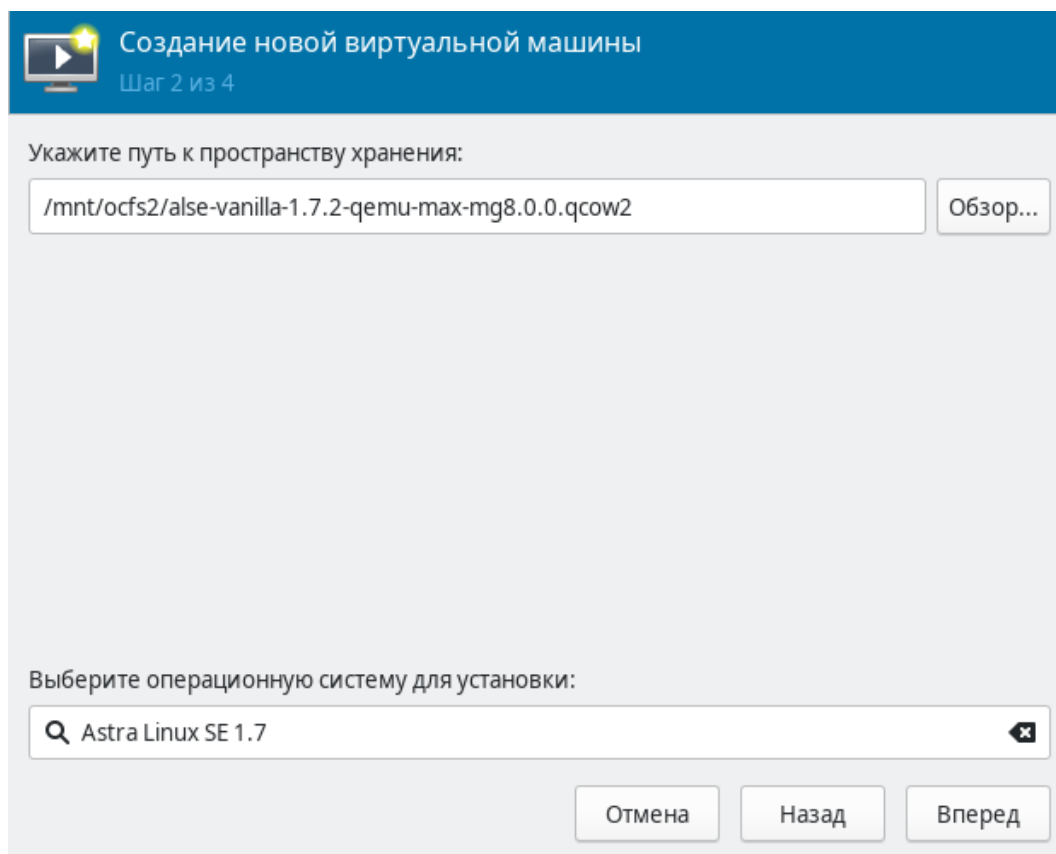 Создание новой виртуальной машины
Шаг 2 из 4
Укажите путь к пространству хранения:
/mnt/ocfs2/alse-vanilla-1.7.2-qemu-max-mg8.0.0.qcow2
Обзор...
Выберите операционную систему для установки:
Astra Linux SE 1.7
Отмена Назад Вперед